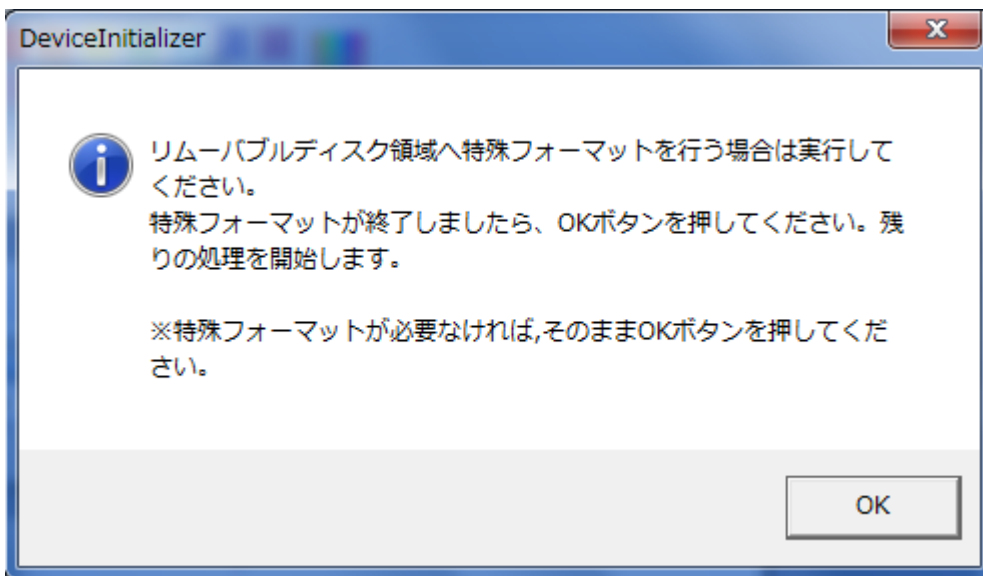 DeviceInitializer
リムーバブルディスク領域へ特殊フォーマットを行う場合は実行して
ください。
特殊フォーマットが終了しましたら、OKボタンを押してください。残
りの処理を開始します。
※特殊フォーマットが必要なければ,そのままOKボタンを押してくだ
さい。
OK